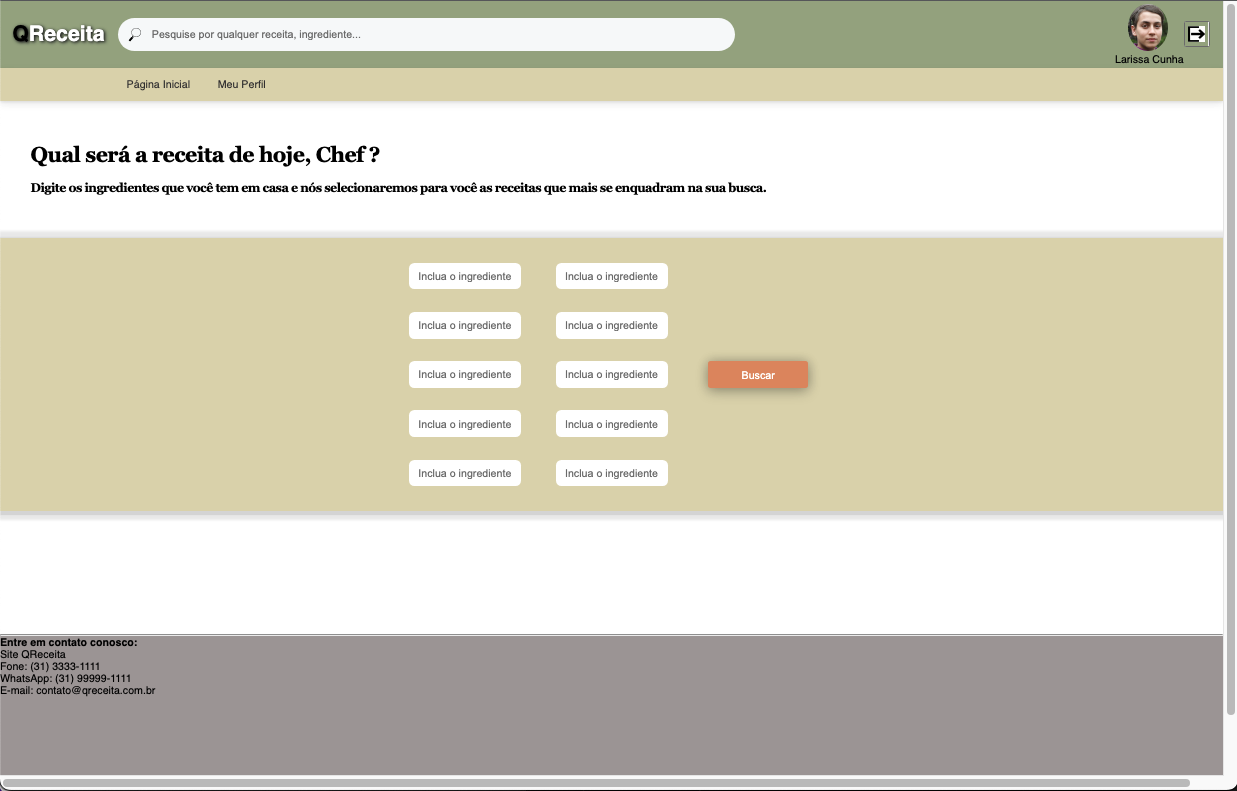 QReceita
Pesquise por qualquer receita, ingrediente...
Larissa Cunha
Página Inicial
Meu Perfil
Qual será a receita de hoje, Chef ?
Digite os ingredientes que você tem em casa e nós selecionaremos para você as receitas que mais se enquadram na sua busca.
Inclua o ingrediente
Inclua o ingrediente
Inclua o ingrediente
Inclua o ingrediente
Inclua o ingrediente
Inclua o ingrediente
Buscar
Inclua o ingrediente
Inclua o ingrediente
Inclua o ingrediente
Inclua o ingrediente
Entre em contato conosco:
Site QReceita
Fone: (31) 3333-1111
WhatsApp: (31) 99999-1111
E-mail: contato@qreceita.com.br